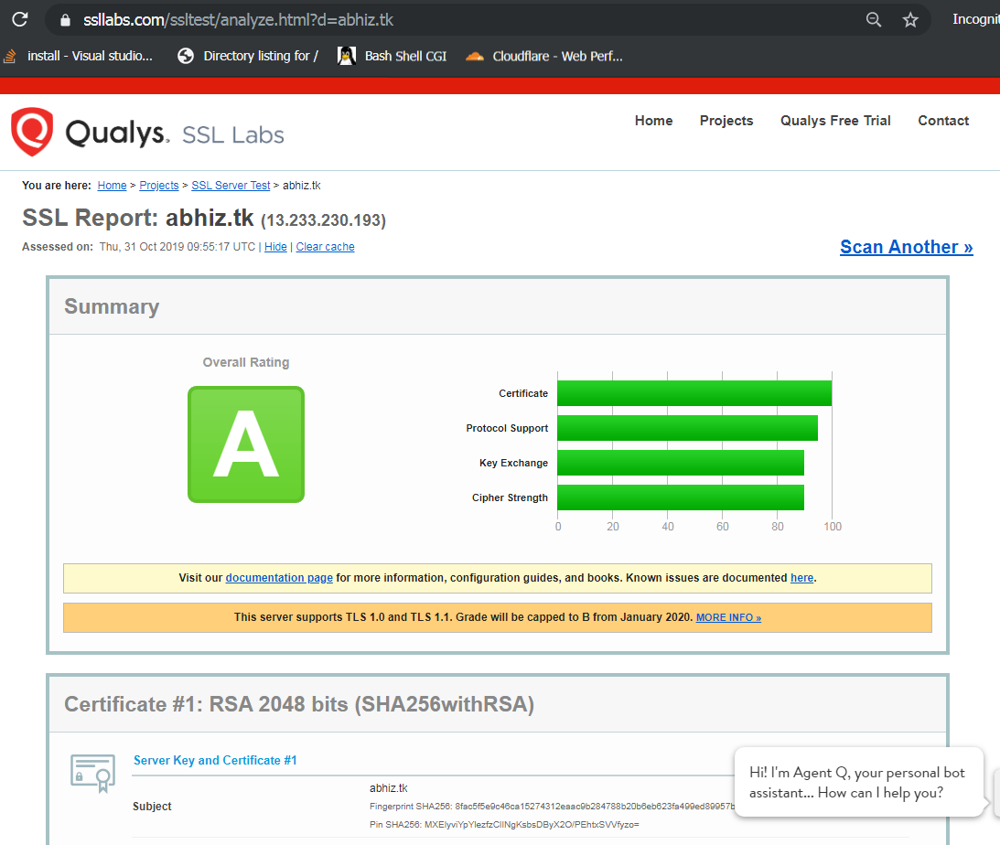 ssllabs.com/ssltest/analyze.html?d=abhiz.tk
Incognit
install - Visual studio... Directory listing for / Bash Shell CGI Cloudflare - Web Perf...
Qualys. SSL Labs
Home Projects Qualys Free Trial Contact
You are here: Home > Projects > SSL Server Test > abhiz.tk
SSL Report: abhiz.tk (13.233.230.193)
Assessed on: Thu, 31 Oct 2019 09:55:17 UTC | Hide | Clear cache
Scan Another »
Summary
Overall Rating
A
Certificate
Protocol Support
Key Exchange
Cipher Strength
0 20 40 60 80 100
Visit our documentation page for more information, configuration guides, and books. Known issues are documented here.
This server supports TLS 1.0 and TLS 1.1. Grade will be capped to B from January 2020. MORE INFO »
Certificate #1: RSA 2048 bits (SHA256withRSA)
Server Key and Certificate #1
Subject
abhiz.tk
Fingerprint SHA256: 8fac5f5e9c46ca15274312eaac9b284788b20b6eb623fa499ed89957b
Pin SHA256:
Hi! I'm Agent Q, your personal bot
assistant... How can I help you?